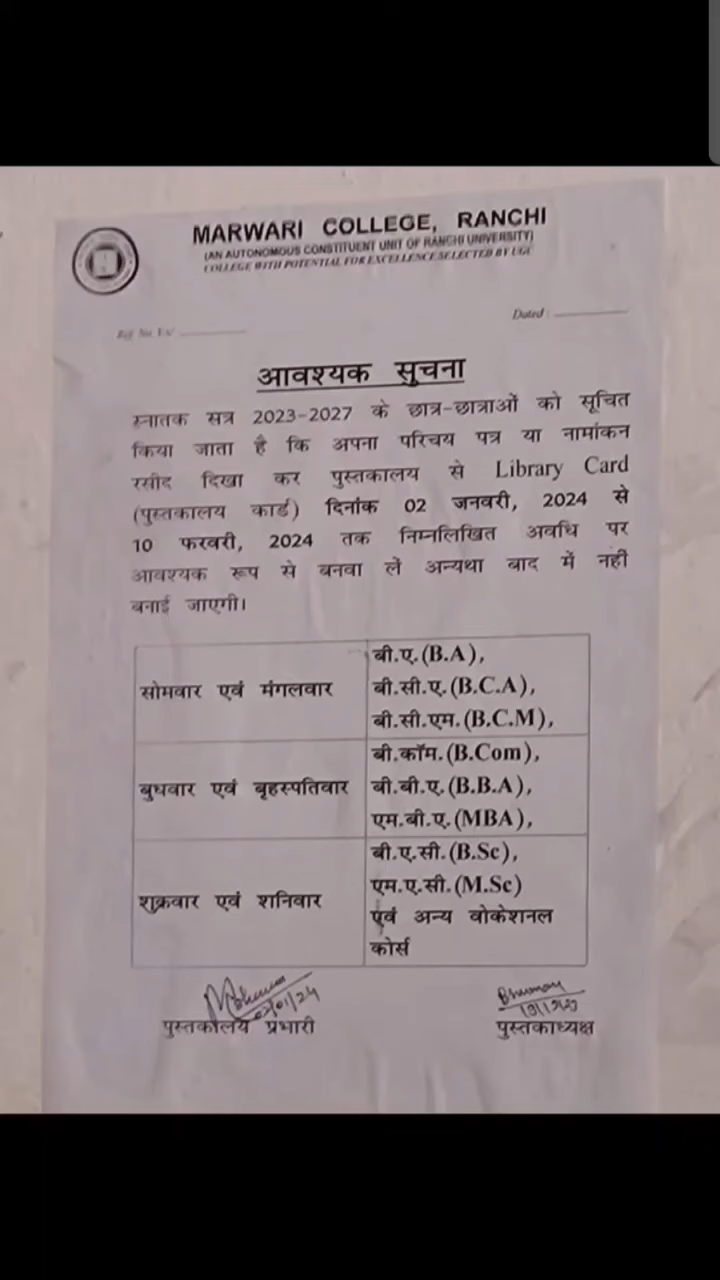 MARWARI COLLEGE, RANCHI
(AN AUTONOMOUS CONSTITUENT UNIT OF RANCHI UNIVERSITY)
COLLEGE WITH POTENTIAL FOR EXCELLENCE SELECTED BY UGC
Dated :
Ref. No.
आवश्यक सूचना
स्नातक सत्र 2023-2027 के छात्र-छात्राओं को सूचित
किया जाता है कि अपना परिचय पत्र या नामांकन
रसीद दिखा कर पुस्तकालय से Library Card
(पुस्तकालय कार्ड) दिनांक 02 जनवरी, 2024 से
10 फरवरी, 2024 तक निम्नलिखित अवधि पर
आवश्यक रूप से बनवा लें अन्यथा बाद में नहीं
बनाई जाएगी।
सोमवार एवं मंगलवार
बी.ए.(B.A),
बी.सी.ए.(B.C.A),
बी.सी.एम.(B.C.M),
बुधवार एवं बृहस्पतिवार
बी.कॉम.(B.Com),
बी.बी.ए.(B.B.A),
एम.बी.ए.(MBA),
शुक्रवार एवं शनिवार
बी.ए.सी.(B.Sc),
एम.ए.सी.(M.Sc)
एवं अन्य वोकेशनल
कोर्स
पुस्तकालय प्रभारी
पुस्तकाध्यक्ष